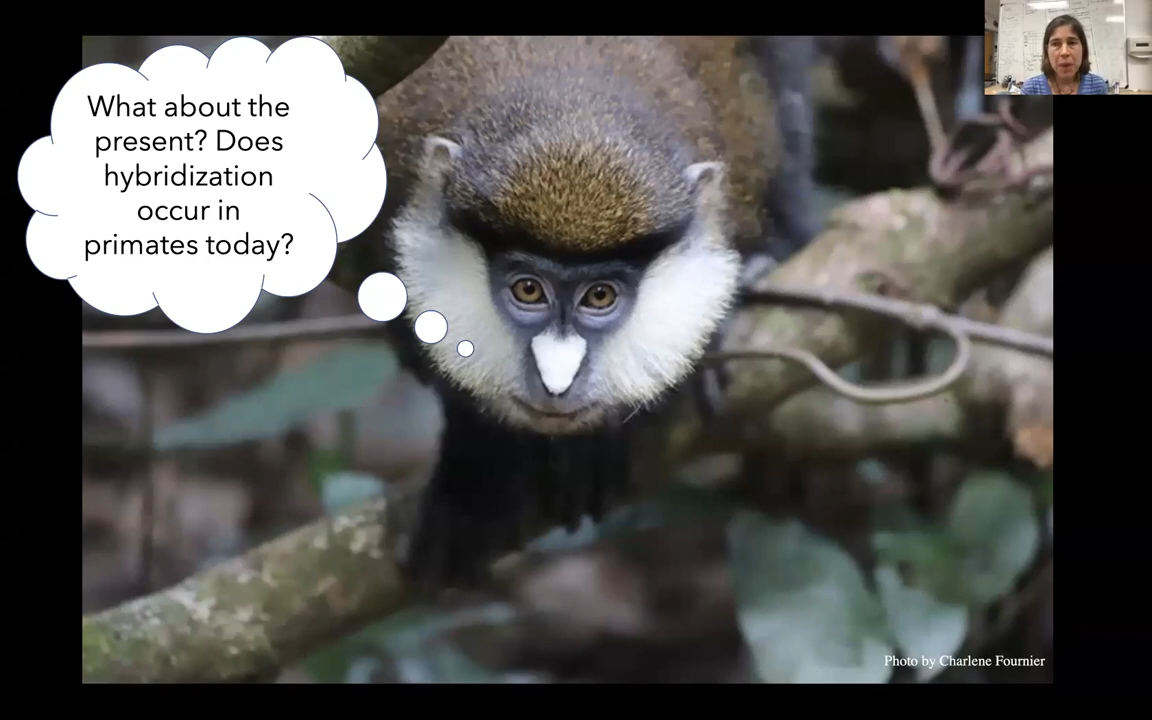 What about the
present? Does
hybridization
occur in
primates today?
Photo by Charlene Fournier